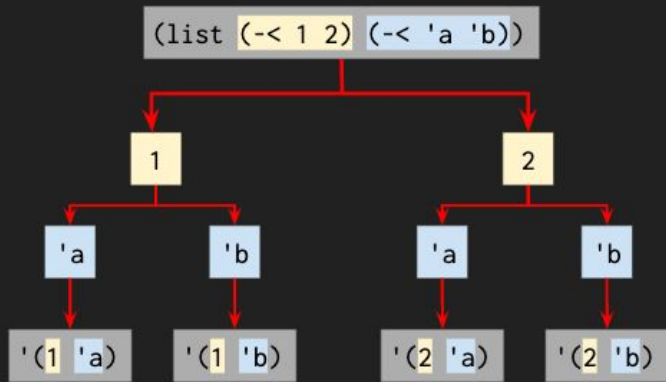 (list (-< 1 2) (-< 'a 'b))
1 2
'a 'b 'a 'b
'(1 'a) '(1 'b) '(2 'a) '(2 'b)